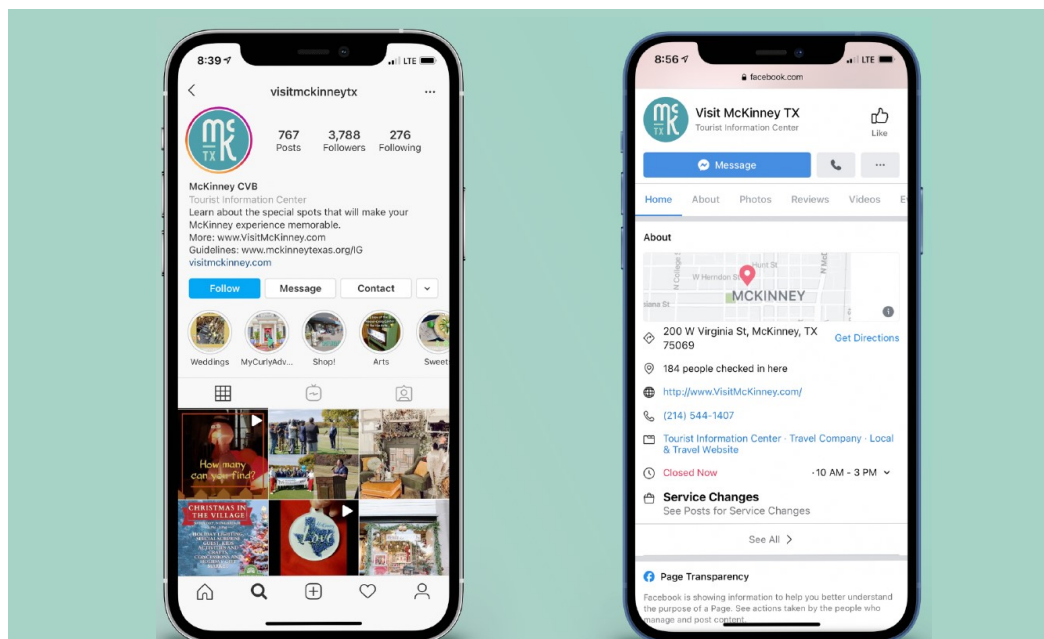 8:39
LTE
visitmckinneytx
...
McK
TX
767 3,788 276
Posts Followers Following
McKinney CVB
Tourist Information Center
Learn about the special spots that will make your
McKinney experience memorable.
More: www.VisitMcKinney.com
Guidelines: www.mckinneytexas.org/IG
visitmckinney.com
Follow Message Contact
Weddings MyCurlyAdv... Shop! Arts Sweet
How many
can you find?
CHRISTMAS IN
THE VILLAGE!
Love
8:56
LTE
facebook.com
McK
TX
Visit McKinney TX
Tourist Information Center
Like
Message
...
Home About Photos Reviews Videos
About
N College
W Herndon St
Hunt St
MCKINNEY
200 W Virginia St, McKinney, TX
75069
Get Directions
184 people checked in here
http://www.VisitMcKinney.com/
(214) 544-1407
Tourist Information Center · Travel Company · Local
& Travel Website
Closed Now · 10 AM - 3 PM
Service Changes
See Posts for Service Changes
See All
Page Transparency
Facebook is showing information to help you better understand
the purpose of a Page. See actions taken by the people who
manage and post content.